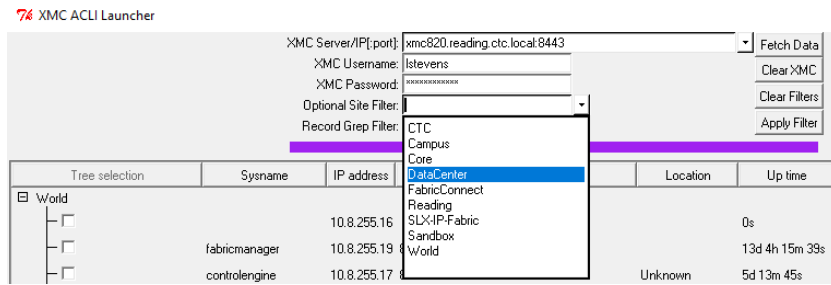 XMC ACLI Launcher
XMC Server/IP[:port]: xmc820.reading.ctc.local:8443 Fetch Data
XMC Username: lstevens Clear XMC
XMC Password: ************
Optional Site Filter: Clear Filters
Record Grep Filter: Apply Filter
CTC
Campus
Core
DataCenter
FabricConnect
Reading
SLX-IP-Fabric
Sandbox
World
Tree selection Sysname IP address Location Up time
World
10.8.255.16 0s
fabricmanager 10.8.255.19 13d 4h 15m 39s
controlengine 10.8.255.17 Unknown 5d 13m 45s